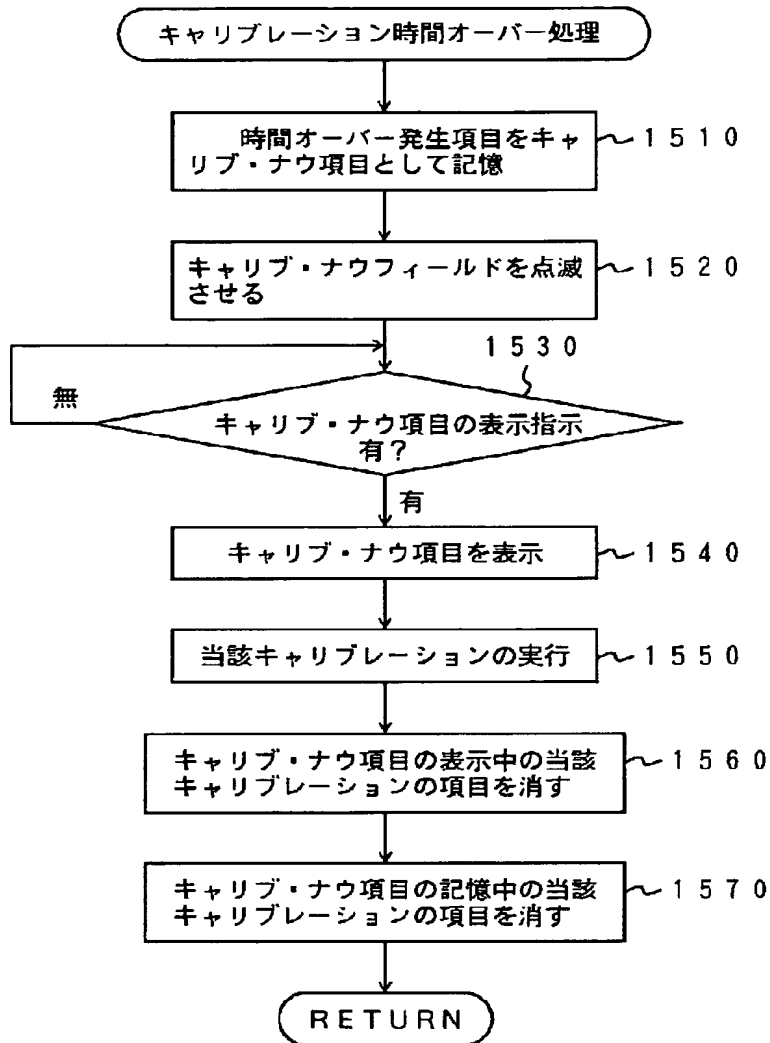 キャリブレーション時間オーバー処理
時間オーバー発生項目をキャ
リブ・ナウ項目として記憶
1510
キャリブ・ナウフィールドを点滅
させる
1520
1530
無
キャリブ・ナウ項目の表示指示
有?
有
キャリブ・ナウ項目を表示
1540
当該キャリブレーションの実行
1550
キャリブ・ナウ項目の表示中の当該
キャリブレーションの項目を消す
1560
キャリブ・ナウ項目の記憶中の当該
キャリブレーションの項目を消す
1570
RETURN